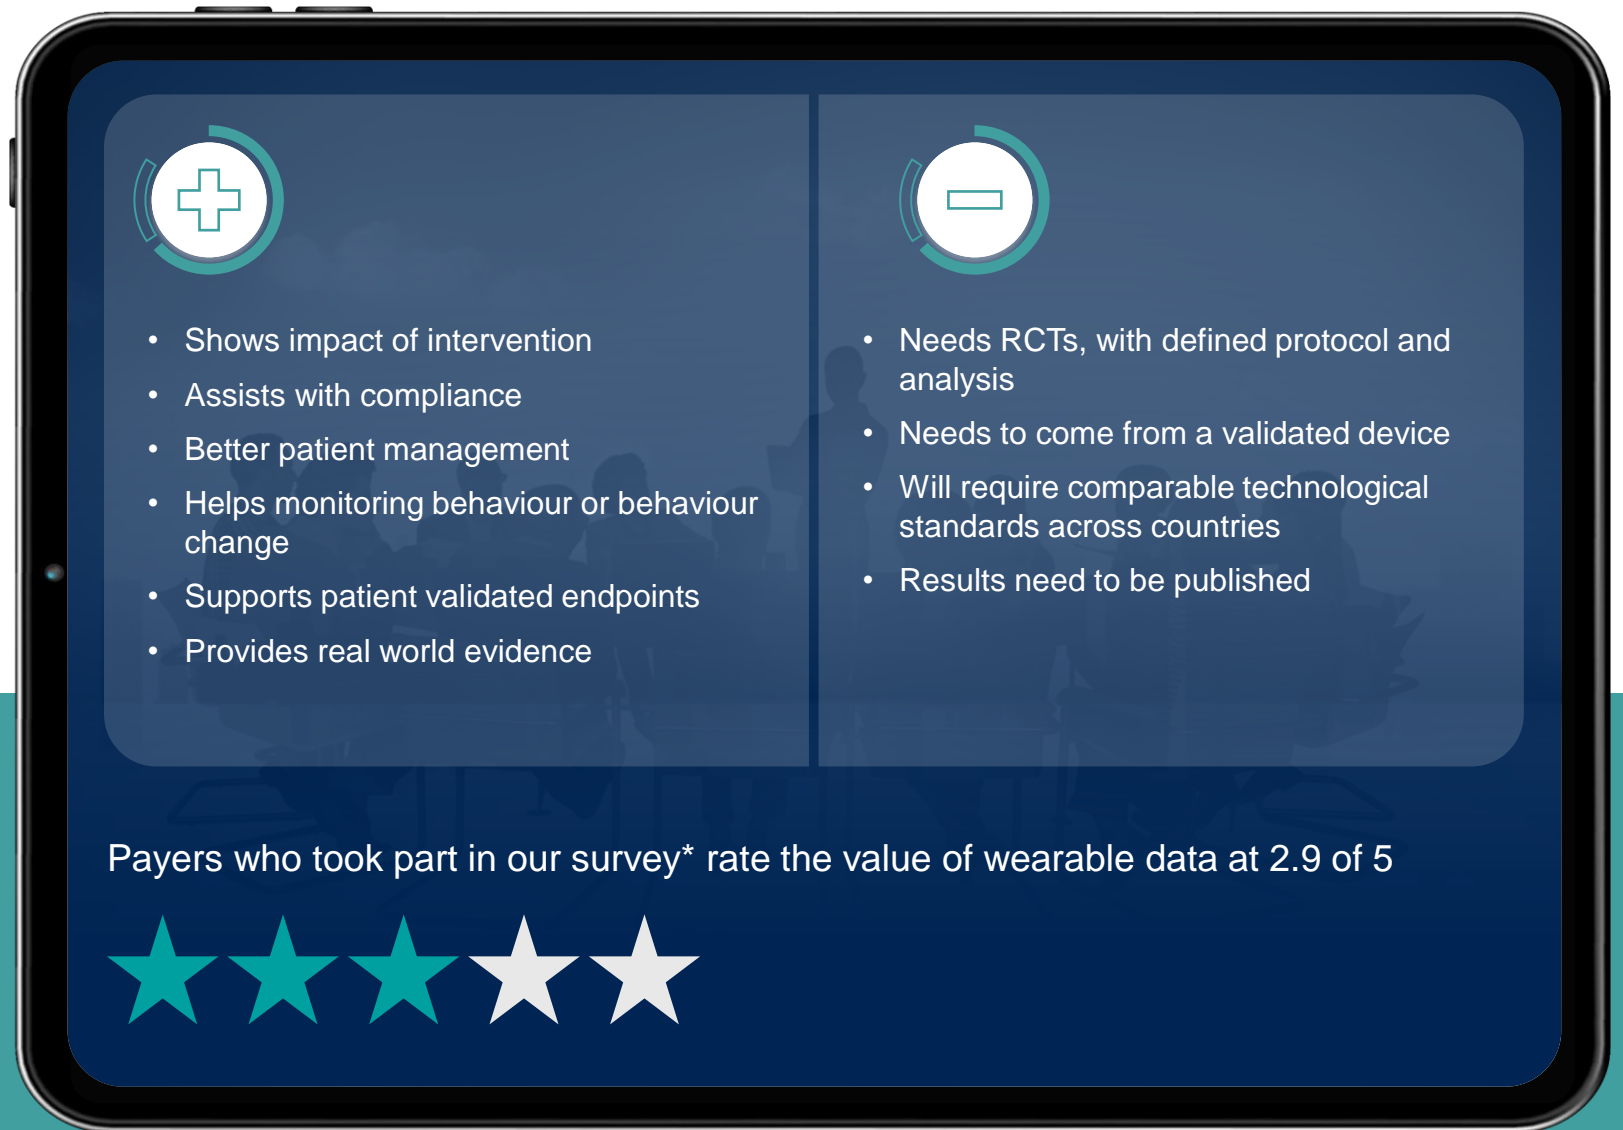 • Shows impact of intervention
• Assists with compliance
• Better patient management
• Helps monitoring behaviour or behaviour
change
• Supports patient validated endpoints
• Provides real world evidence
• Needs RCTs, with defined protocol and
analysis
• Needs to come from a validated device
• Will require comparable technological
standards across countries
• Results need to be published
Payers who took part in our survey* rate the value of wearable data at 2.9 of 5